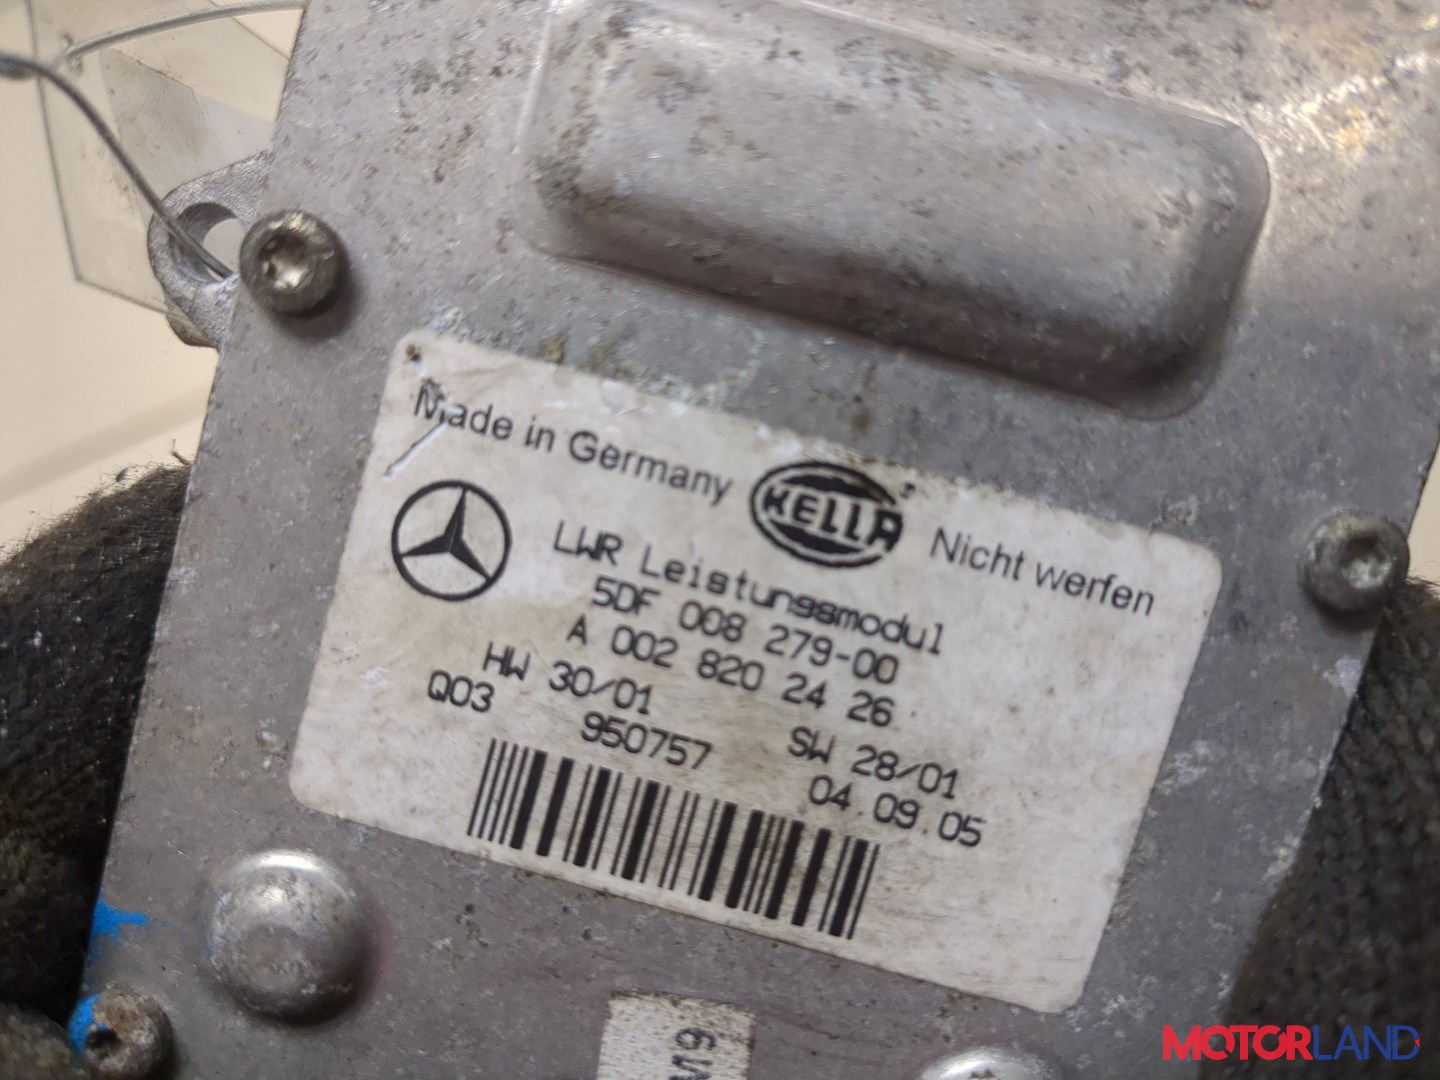 Made in Germany HELLA Nicht werfen
LWR Leistungsmodul
5DF 008 279-00
A 002 820 24 26
HW 30/01 SW 28/01
Q03 950757 04.09.05
MOTORLAND